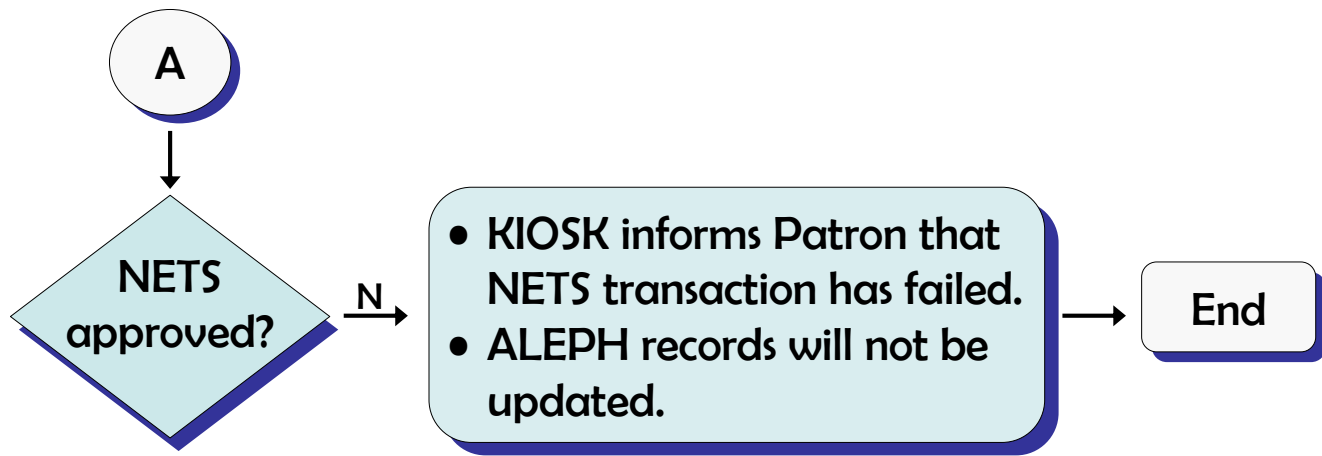 A
NETS
approved?
N
• KIOSK informs Patron that
NETS transaction has failed.
• ALEPH records will not be
updated.
End